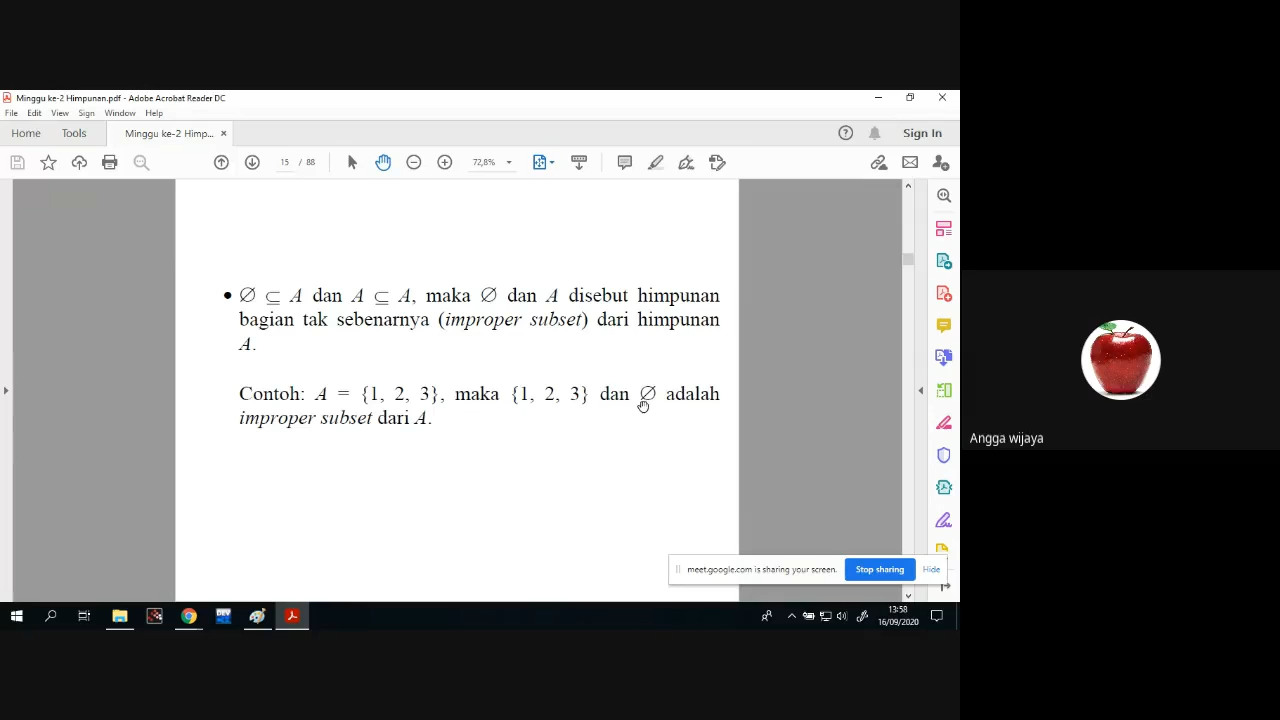 Minggu ke-2 Himpunan.pdf - Adobe Acrobat Reader DC
File Edit View Sign Window Help
Home Tools Minggu ke-2 Himp... × Sign In
15 / 88 72,8%
• ∅ ⊆ A dan A ⊆ A, maka ∅ dan A disebut himpunan
bagian tak sebenarnya (improper subset) dari himpunan
A.
Contoh: A = {1, 2, 3}, maka {1, 2, 3} dan ∅ adalah
improper subset dari A.
Angga wijaya
meet.google.com is sharing your screen. Stop sharing Hide
DEV
13:58
16/09/2020